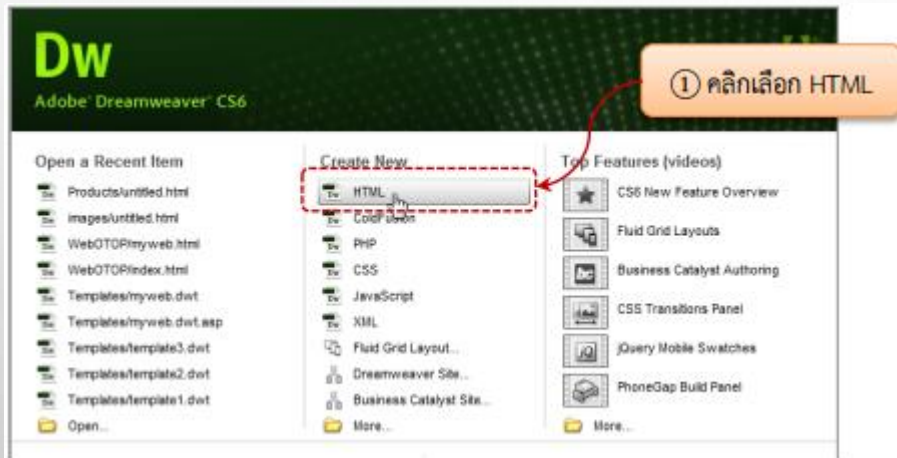 Dw
Adobe® Dreamweaver® CS6
① คลิกเลือก HTML
Open a Recent Item
Products/untitled.html
images/untitled.html
WebOTOP/myweb.html
WebOTOP/index.html
Templates/myweb.dwt
Templates/myweb.dwt.asp
Templates/template3.dwt
Templates/template2.dwt
Templates/template1.dwt
Open...
Create New
HTML
ColdFusion
PHP
CSS
JavaScript
XML
Fluid Grid Layout...
Dreamweaver Site...
Business Catalyst Site...
More...
Top Features (videos)
CS6 New Feature Overview
Fluid Grid Layouts
Business Catalyst Authoring
CSS Transitions Panel
jQuery Mobile Swatches
PhoneGap Build Panel
More...